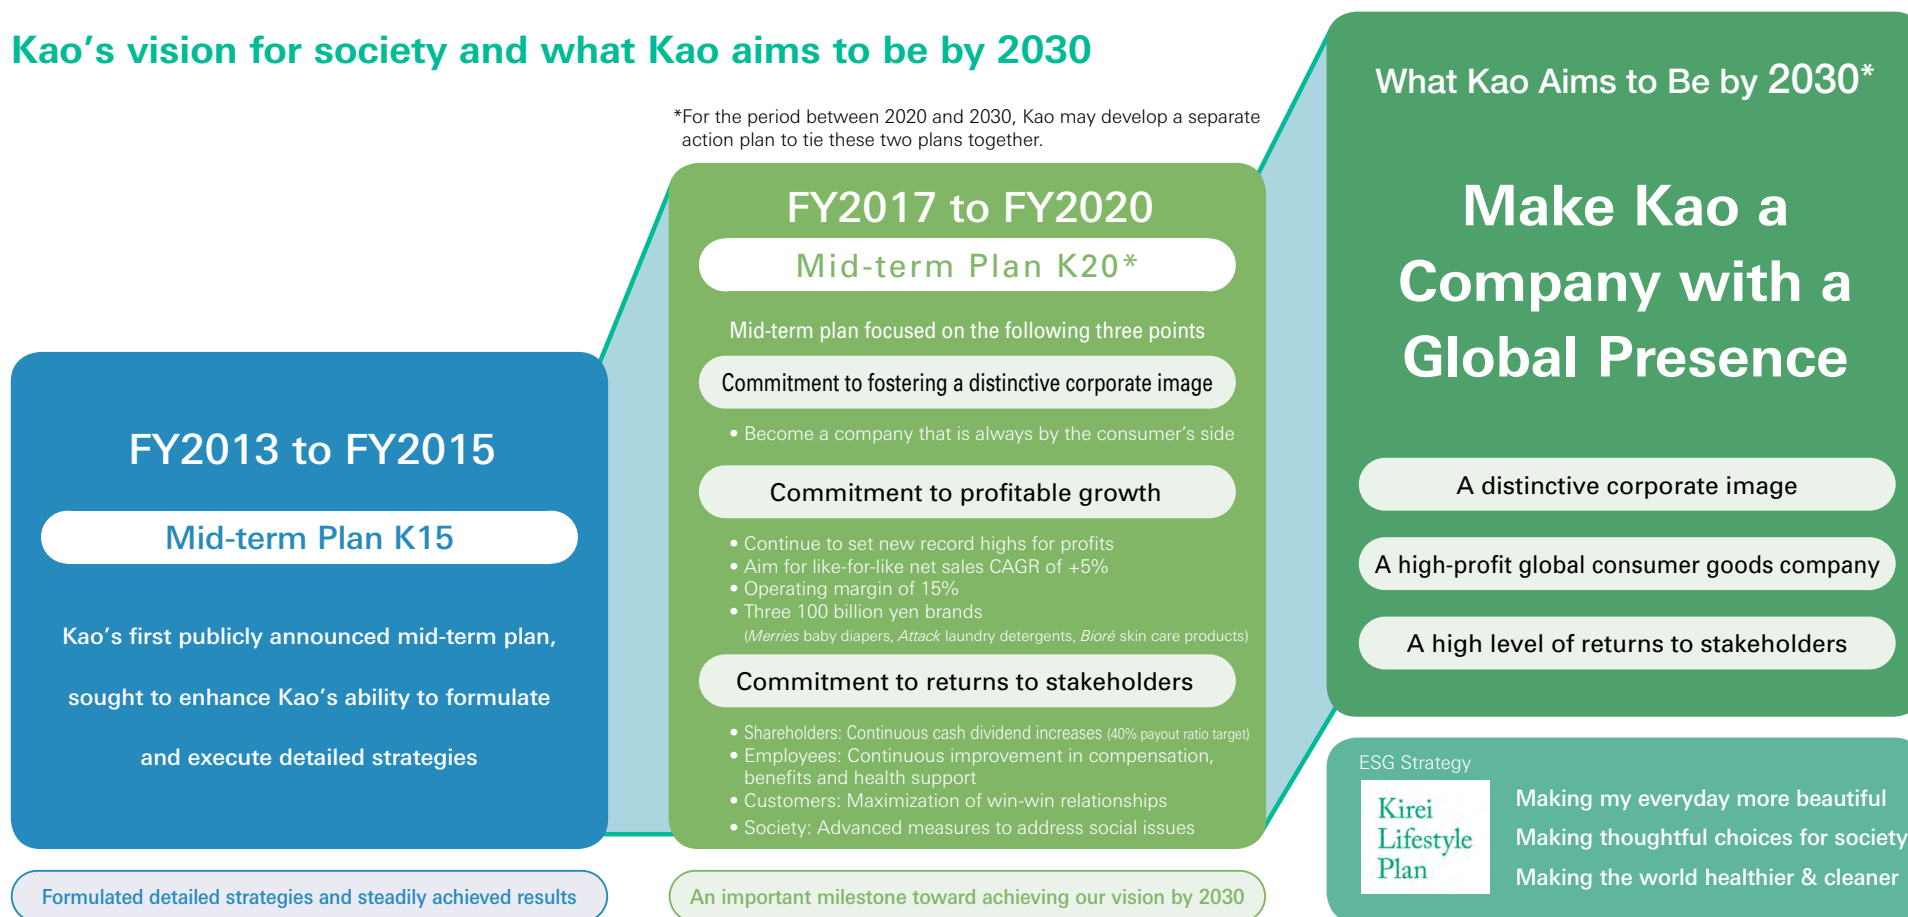 Kao's vision for society and what Kao aims to be by 2030
*For the period between 2020 and 2030, Kao may develop a separate
action plan to tie these two plans together.
FY2013 to FY2015
Mid-term Plan K15
Kao's first publicly announced mid-term plan,
sought to enhance Kao's ability to formulate
and execute detailed strategies
Formulated detailed strategies and steadily achieved results
FY2017 to FY2020
Mid-term Plan K20*
Mid-term plan focused on the following three points
Commitment to fostering a distinctive corporate image
• Become a company that is always by the consumer's side
Commitment to profitable growth
• Continue to set new record highs for profits
• Aim for like-for-like net sales CAGR of +5%
• Operating margin of 15%
• Three 100 billion yen brands
(Merries baby diapers, Attack laundry detergents, Bioré skin care products)
Commitment to returns to stakeholders
• Shareholders: Continuous cash dividend increases (40% payout ratio target)
• Employees: Continuous improvement in compensation,
benefits and health support
• Customers: Maximization of win-win relationships
• Society: Advanced measures to address social issues
An important milestone toward achieving our vision by 2030
What Kao Aims to Be by 2030*
Make Kao a
Company with a
Global Presence
A distinctive corporate image
A high-profit global consumer goods company
A high level of returns to stakeholders
ESG Strategy
Kirei
Lifestyle
Plan
Making my everyday more beautiful
Making thoughtful choices for society
Making the world healthier & cleaner